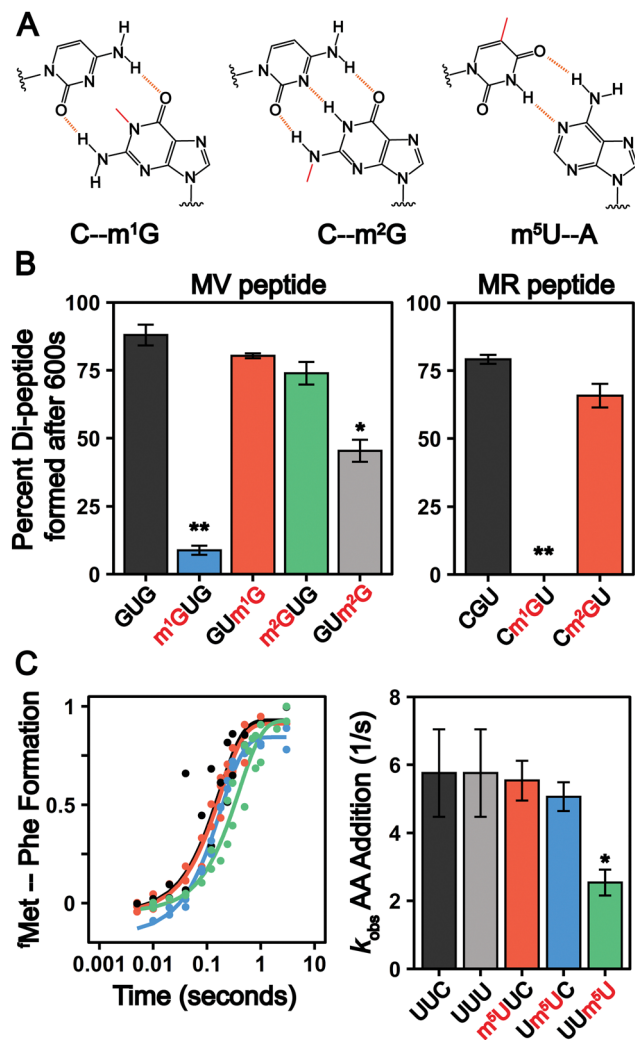 A
H
N
H
N
N
O
O
N
N
H
N
H
N
N
N
H
N
H
N
N
O
O
H
N
N
H
N
N
N
O
O
N
N
H
H
N
H
N
N
N
N
C--m¹G
C--m²G
m⁵U--A
B
MV peptide
MR peptide
Percent Di-peptide
formed after 600s
100
75
50
25
0
**
*
GUG
m¹GUG
GUm¹G
m²GUG
GUm²G
100
75
50
25
0
**
CGU
Cm¹GU
Cm²GU
C
fMet -- Phe Formation
1
0.5
0
0.001
0.01
0.1
1
10
Time (seconds)
kobs AA Addition (1/s)
8
6
4
2
0
*
UUC
UUU
m⁵UUC
Um⁵UC
UUm⁵U